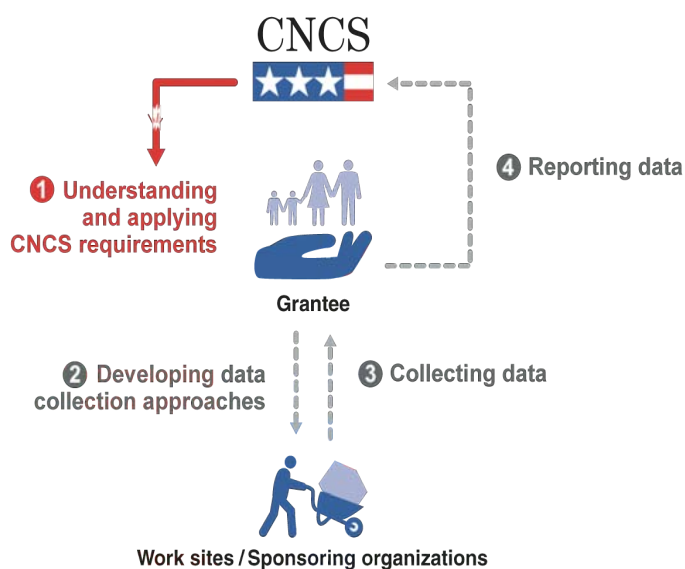 CNCS
1 Understanding
and applying
CNCS requirements
4 Reporting data
Grantee
2 Developing data
collection approaches
3 Collecting data
Work sites / Sponsoring organizations